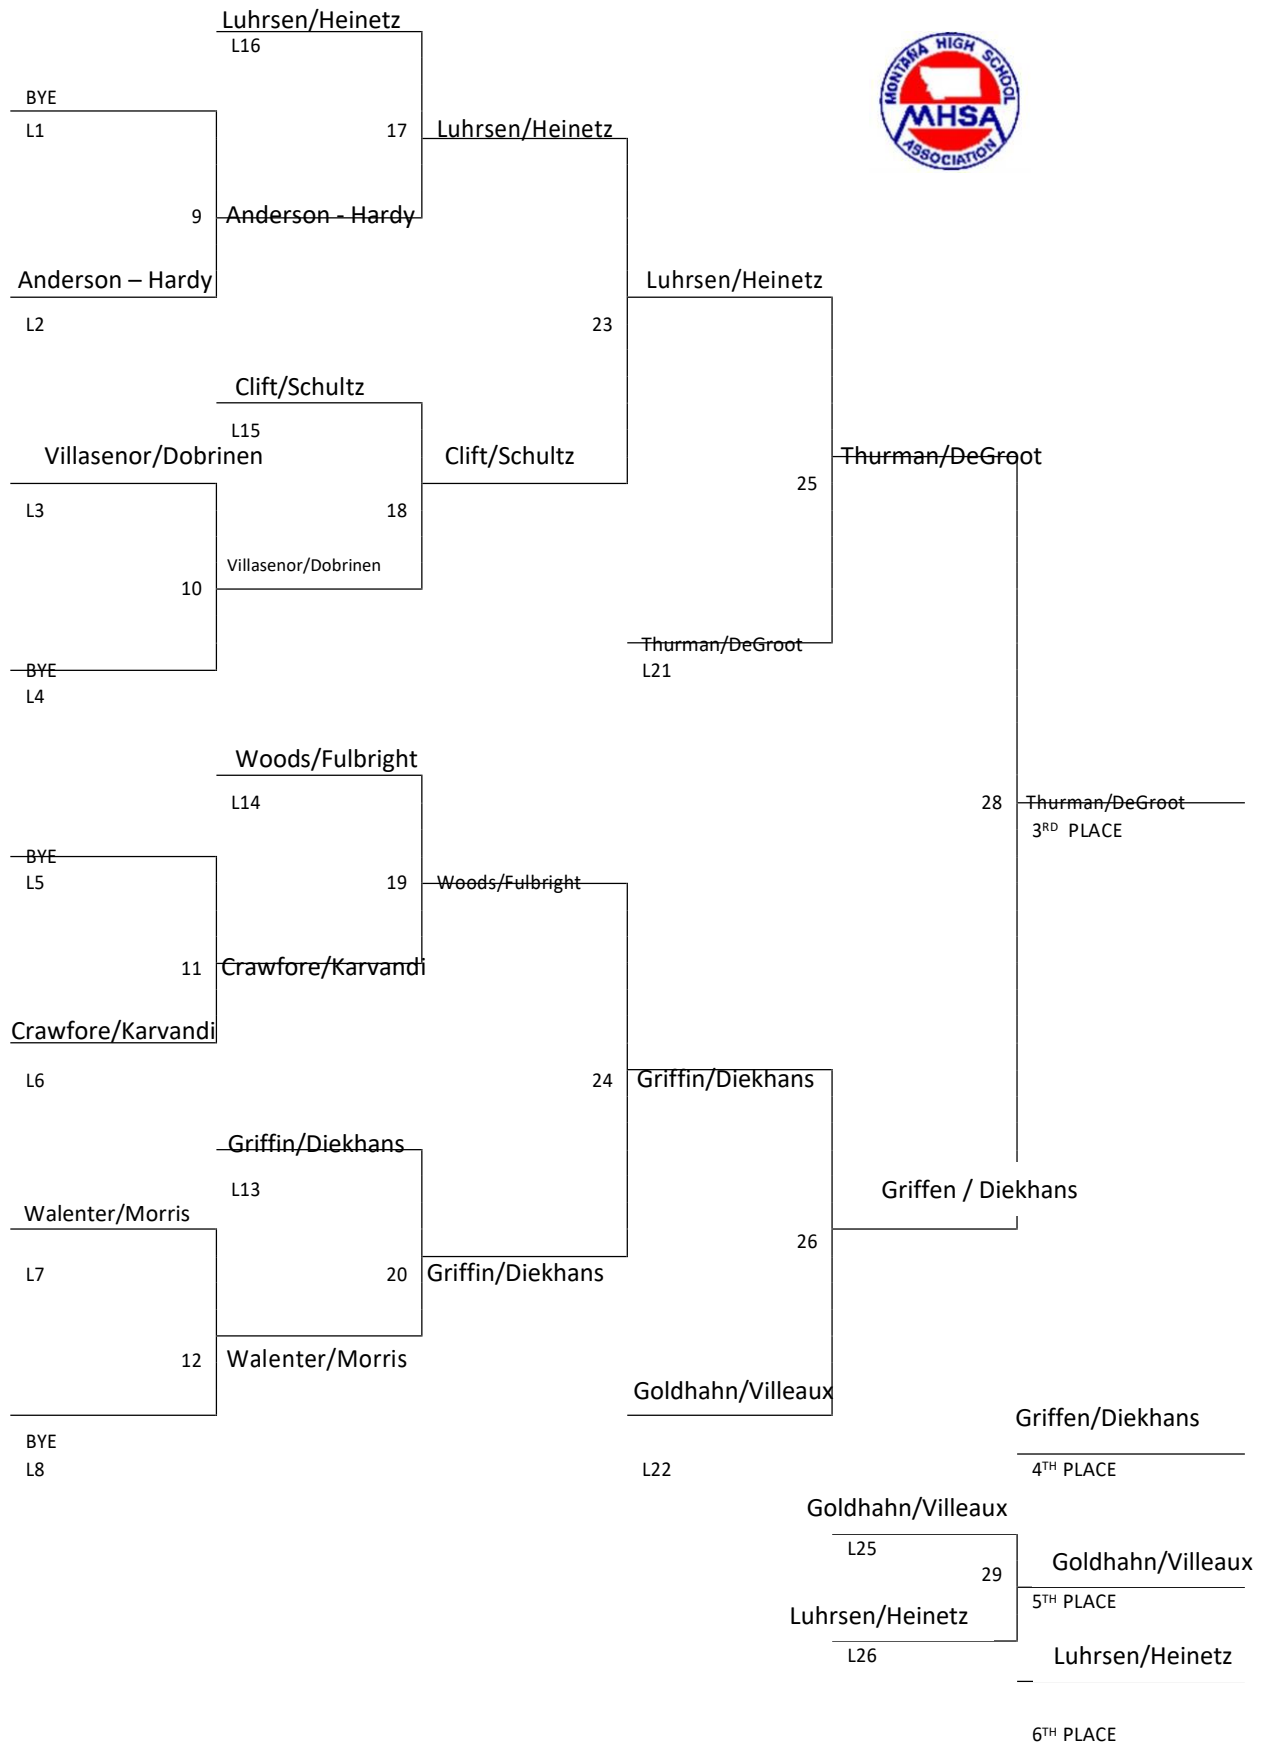 Luhrsen/Heinetz
L16
MONTANA HIGH SCHOOL
MHSA
ASSOCIATION
BYE
L1
17
Luhrsen/Heinetz
9
Anderson - Hardy
Anderson – Hardy
Luhrsen/Heinetz
L2
23
Clift/Schultz
L15
Villasenor/Dobrinen
Clift/Schultz
Thurman/DeGroot
25
L3
18
Villasenor/Dobrinen
10
Thurman/DeGroot
BYE
L21
L4
Woods/Fulbright
L14
28
Thurman/DeGroot
3RD PLACE
BYE
L5
19
Woods/Fulbright
11
Crawfore/Karvandi
Crawfore/Karvandi
L6
24
Griffin/Diekhans
Griffin/Diekhans
L13
Griffen / Diekhans
Walenter/Morris
26
L7
20
Griffin/Diekhans
12
Walenter/Morris
Goldhahn/Villeaux
Griffen/Diekhans
BYE
L8
L22
4TH PLACE
Goldhahn/Villeaux
L25
Goldhahn/Villeaux
29
5TH PLACE
Luhrsen/Heinetz
L26
Luhrsen/Heinetz
6TH PLACE